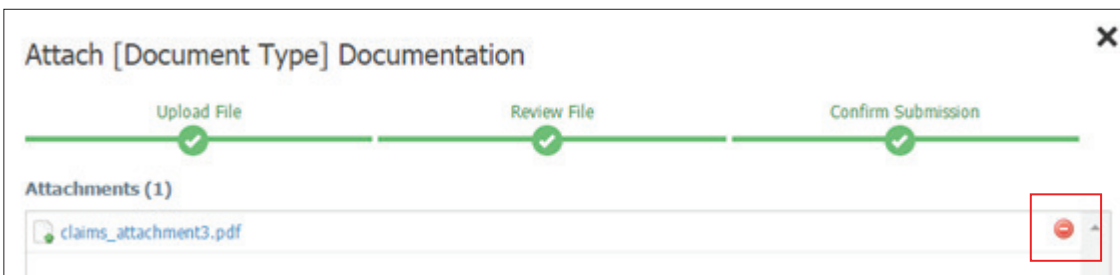 Attach [Document Type] Documentation
Upload File Review File Confirm Submission
Attachments (1)
claims_attachment3.pdf